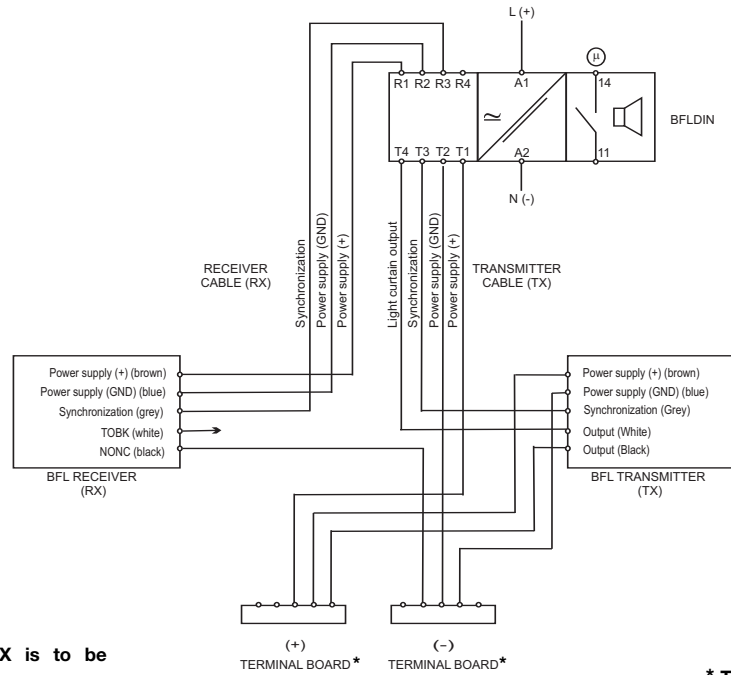 L (+)
μ
R1 R2 R3 R4
A1
14
BFLDIN
≃
T4 T3 T2 T1
A2
11
N (-)
RECEIVER
CABLE (RX)
Synchronization
Power supply (GND)
Power supply (+)
Light curtain output
Synchronization
Power supply (GND)
Power supply (+)
TRANSMITTER
CABLE (TX)
Power supply (+) (brown)
Power supply (GND) (blue)
Synchronization (grey)
TOBK (white)
NONC (black)
BFL RECEIVER
(RX)
Power supply (+) (brown)
Power supply (GND) (blue)
Synchronization (Grey)
Output (White)
Output (Black)
BFL TRANSMITTER
(TX)
X is to be
(+)
TERMINAL BOARD*
(-)
TERMINAL BOARD*
* T